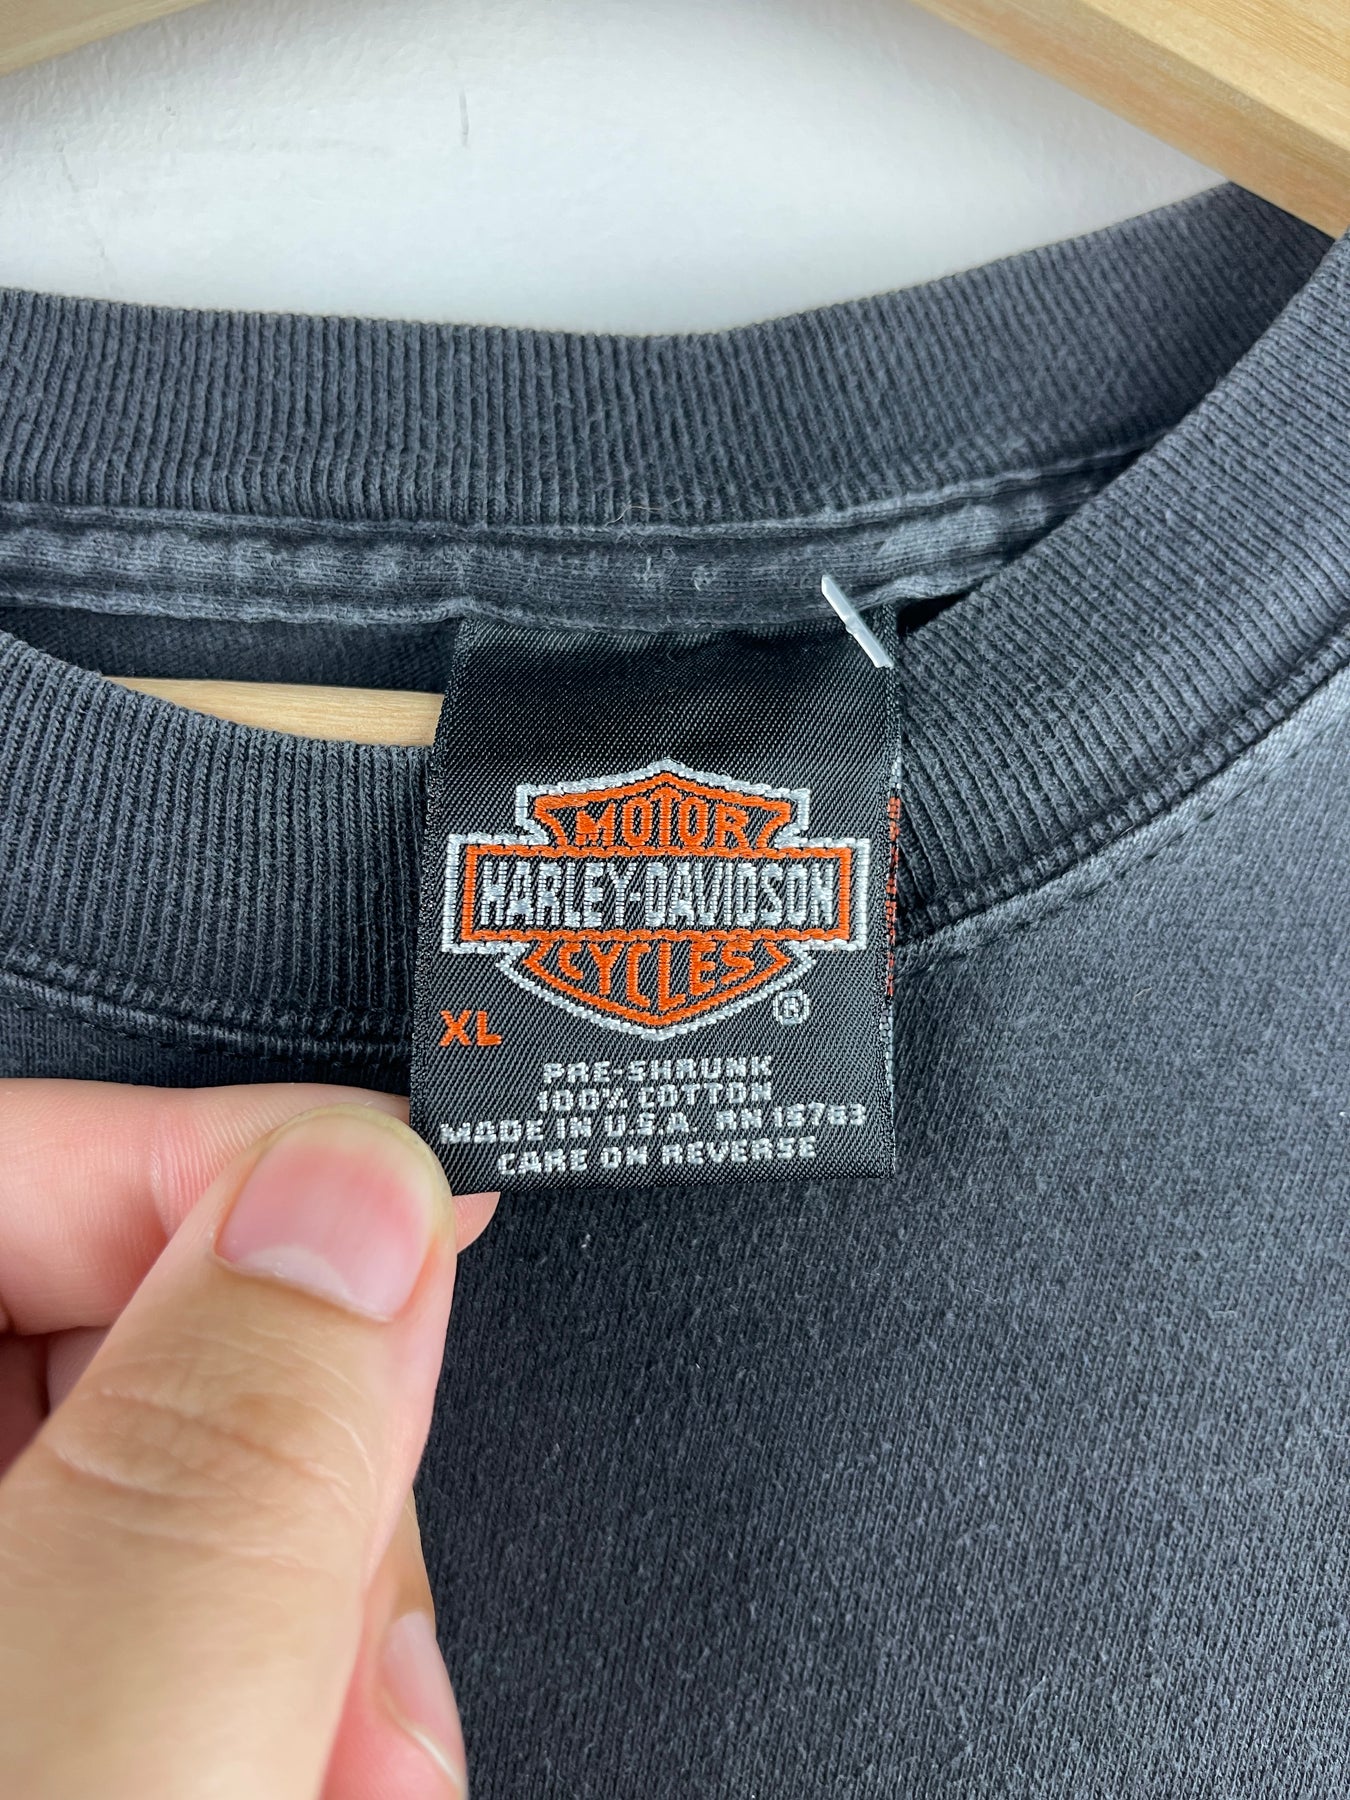 MOTOR
HARLEY-DAVIDSON
CYCLES
®
XL
PRE-SHRUNK
100% COTTON
MADE IN U.S.A. RN 15763
CARE ON REVERSE